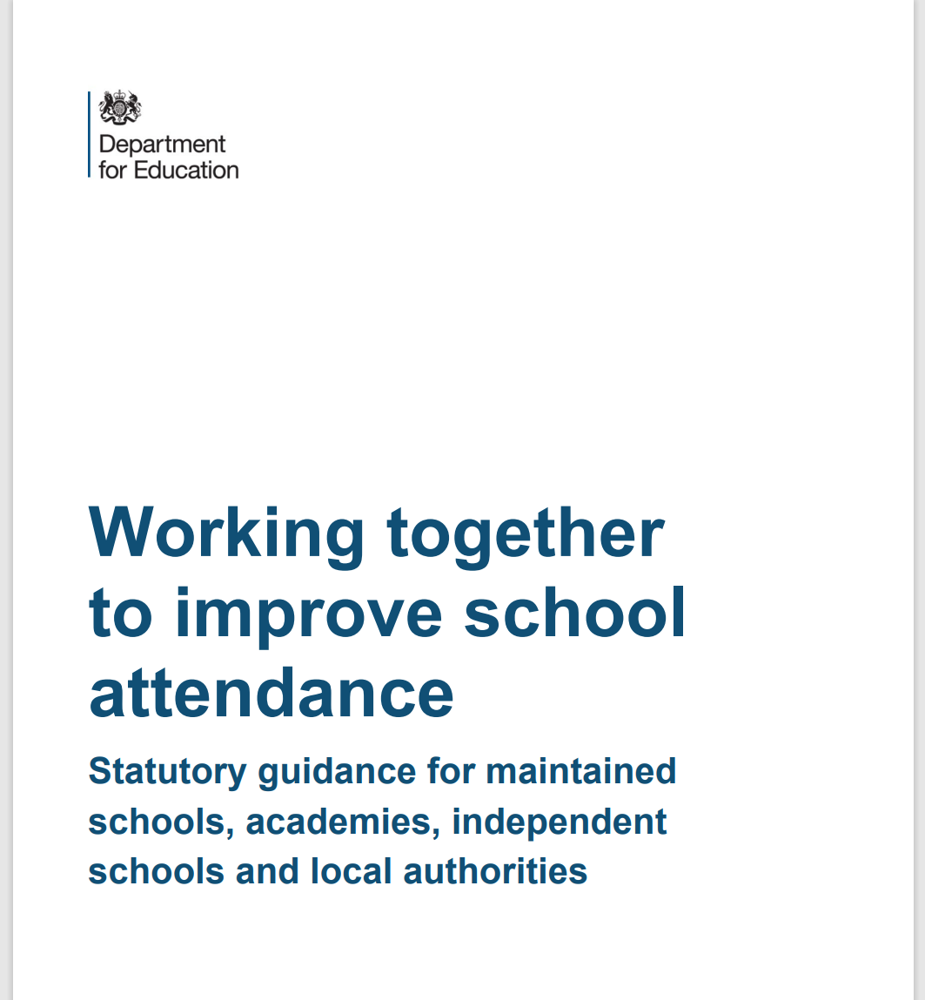 Department
for Education
Working together
to improve school
attendance
Statutory guidance for maintained
schools, academies, independent
schools and local authorities